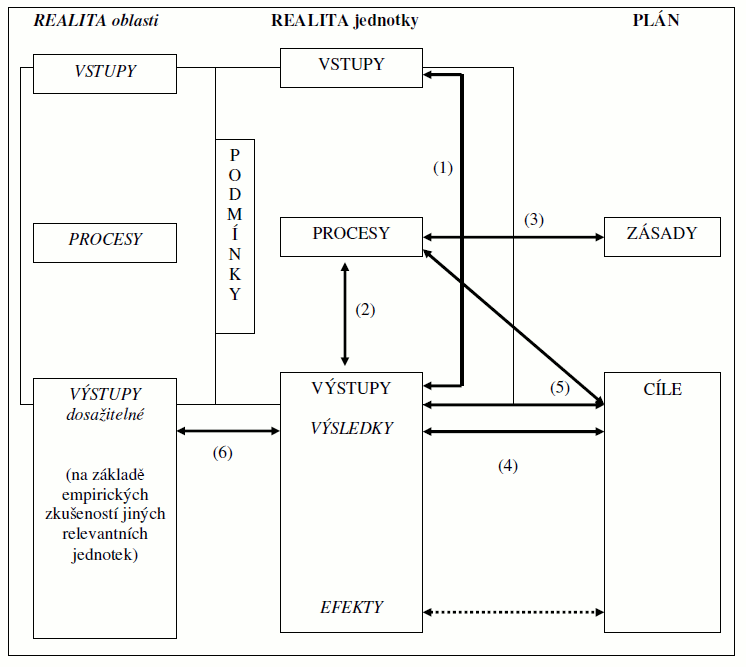 REALITA oblasti
REALITA jednotky
PLÁN
VSTUPY
VSTUPY
P
O
D
M
Í
N
K
Y
(1)
PROCESY
PROCESY
(3)
ZÁSADY
(2)
VÝSTUPY
dosažitelné
(na základě
empirických
zkušeností jiných
relevantních
jednotek)
(6)
VÝSTUPY
VÝSLEDKY
EFEKTY
(5)
(4)
CÍLE